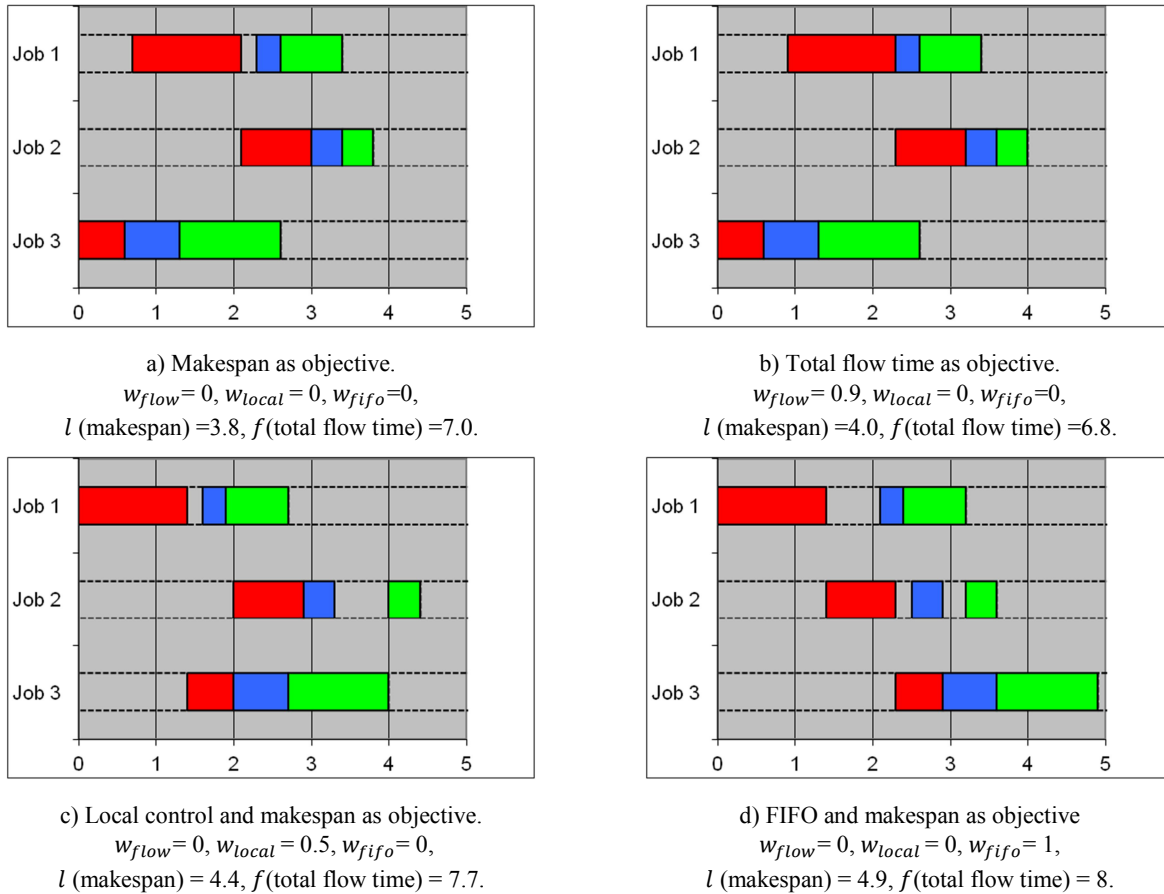 Job 1
Job 2
Job 3
0 1 2 3 4 5
a) Makespan as objective.
w_flow= 0, w_local = 0, w_fifo=0,
l (makespan) =3.8, f(total flow time) =7.0.
Job 1
Job 2
Job 3
0 1 2 3 4 5
b) Total flow time as objective.
w_flow= 0.9, w_local = 0, w_fifo=0,
l (makespan) =4.0, f(total flow time) =6.8.
Job 1
Job 2
Job 3
0 1 2 3 4 5
c) Local control and makespan as objective.
w_flow= 0, w_local = 0.5, w_fifo= 0,
l (makespan) = 4.4, f(total flow time) = 7.7.
Job 1
Job 2
Job 3
0 1 2 3 4 5
d) FIFO and makespan as objective
w_flow= 0, w_local = 0, w_fifo= 1,
l (makespan) = 4.9, f(total flow time) = 8.